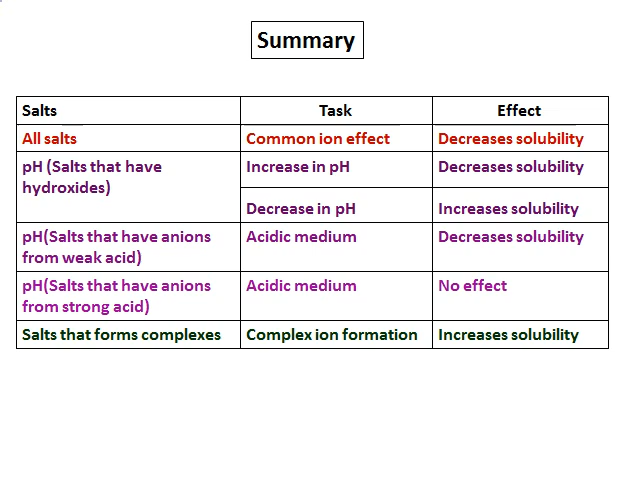 Summary
Salts Task Effect
All salts Common ion effect Decreases solubility
pH (Salts that have Increase in pH Decreases solubility
hydroxides)
Decrease in pH Increases solubility
pH(Salts that have anions Acidic medium Decreases solubility
from weak acid)
pH(Salts that have anions Acidic medium No effect
from strong acid)
Salts that forms complexes Complex ion formation Increases solubility